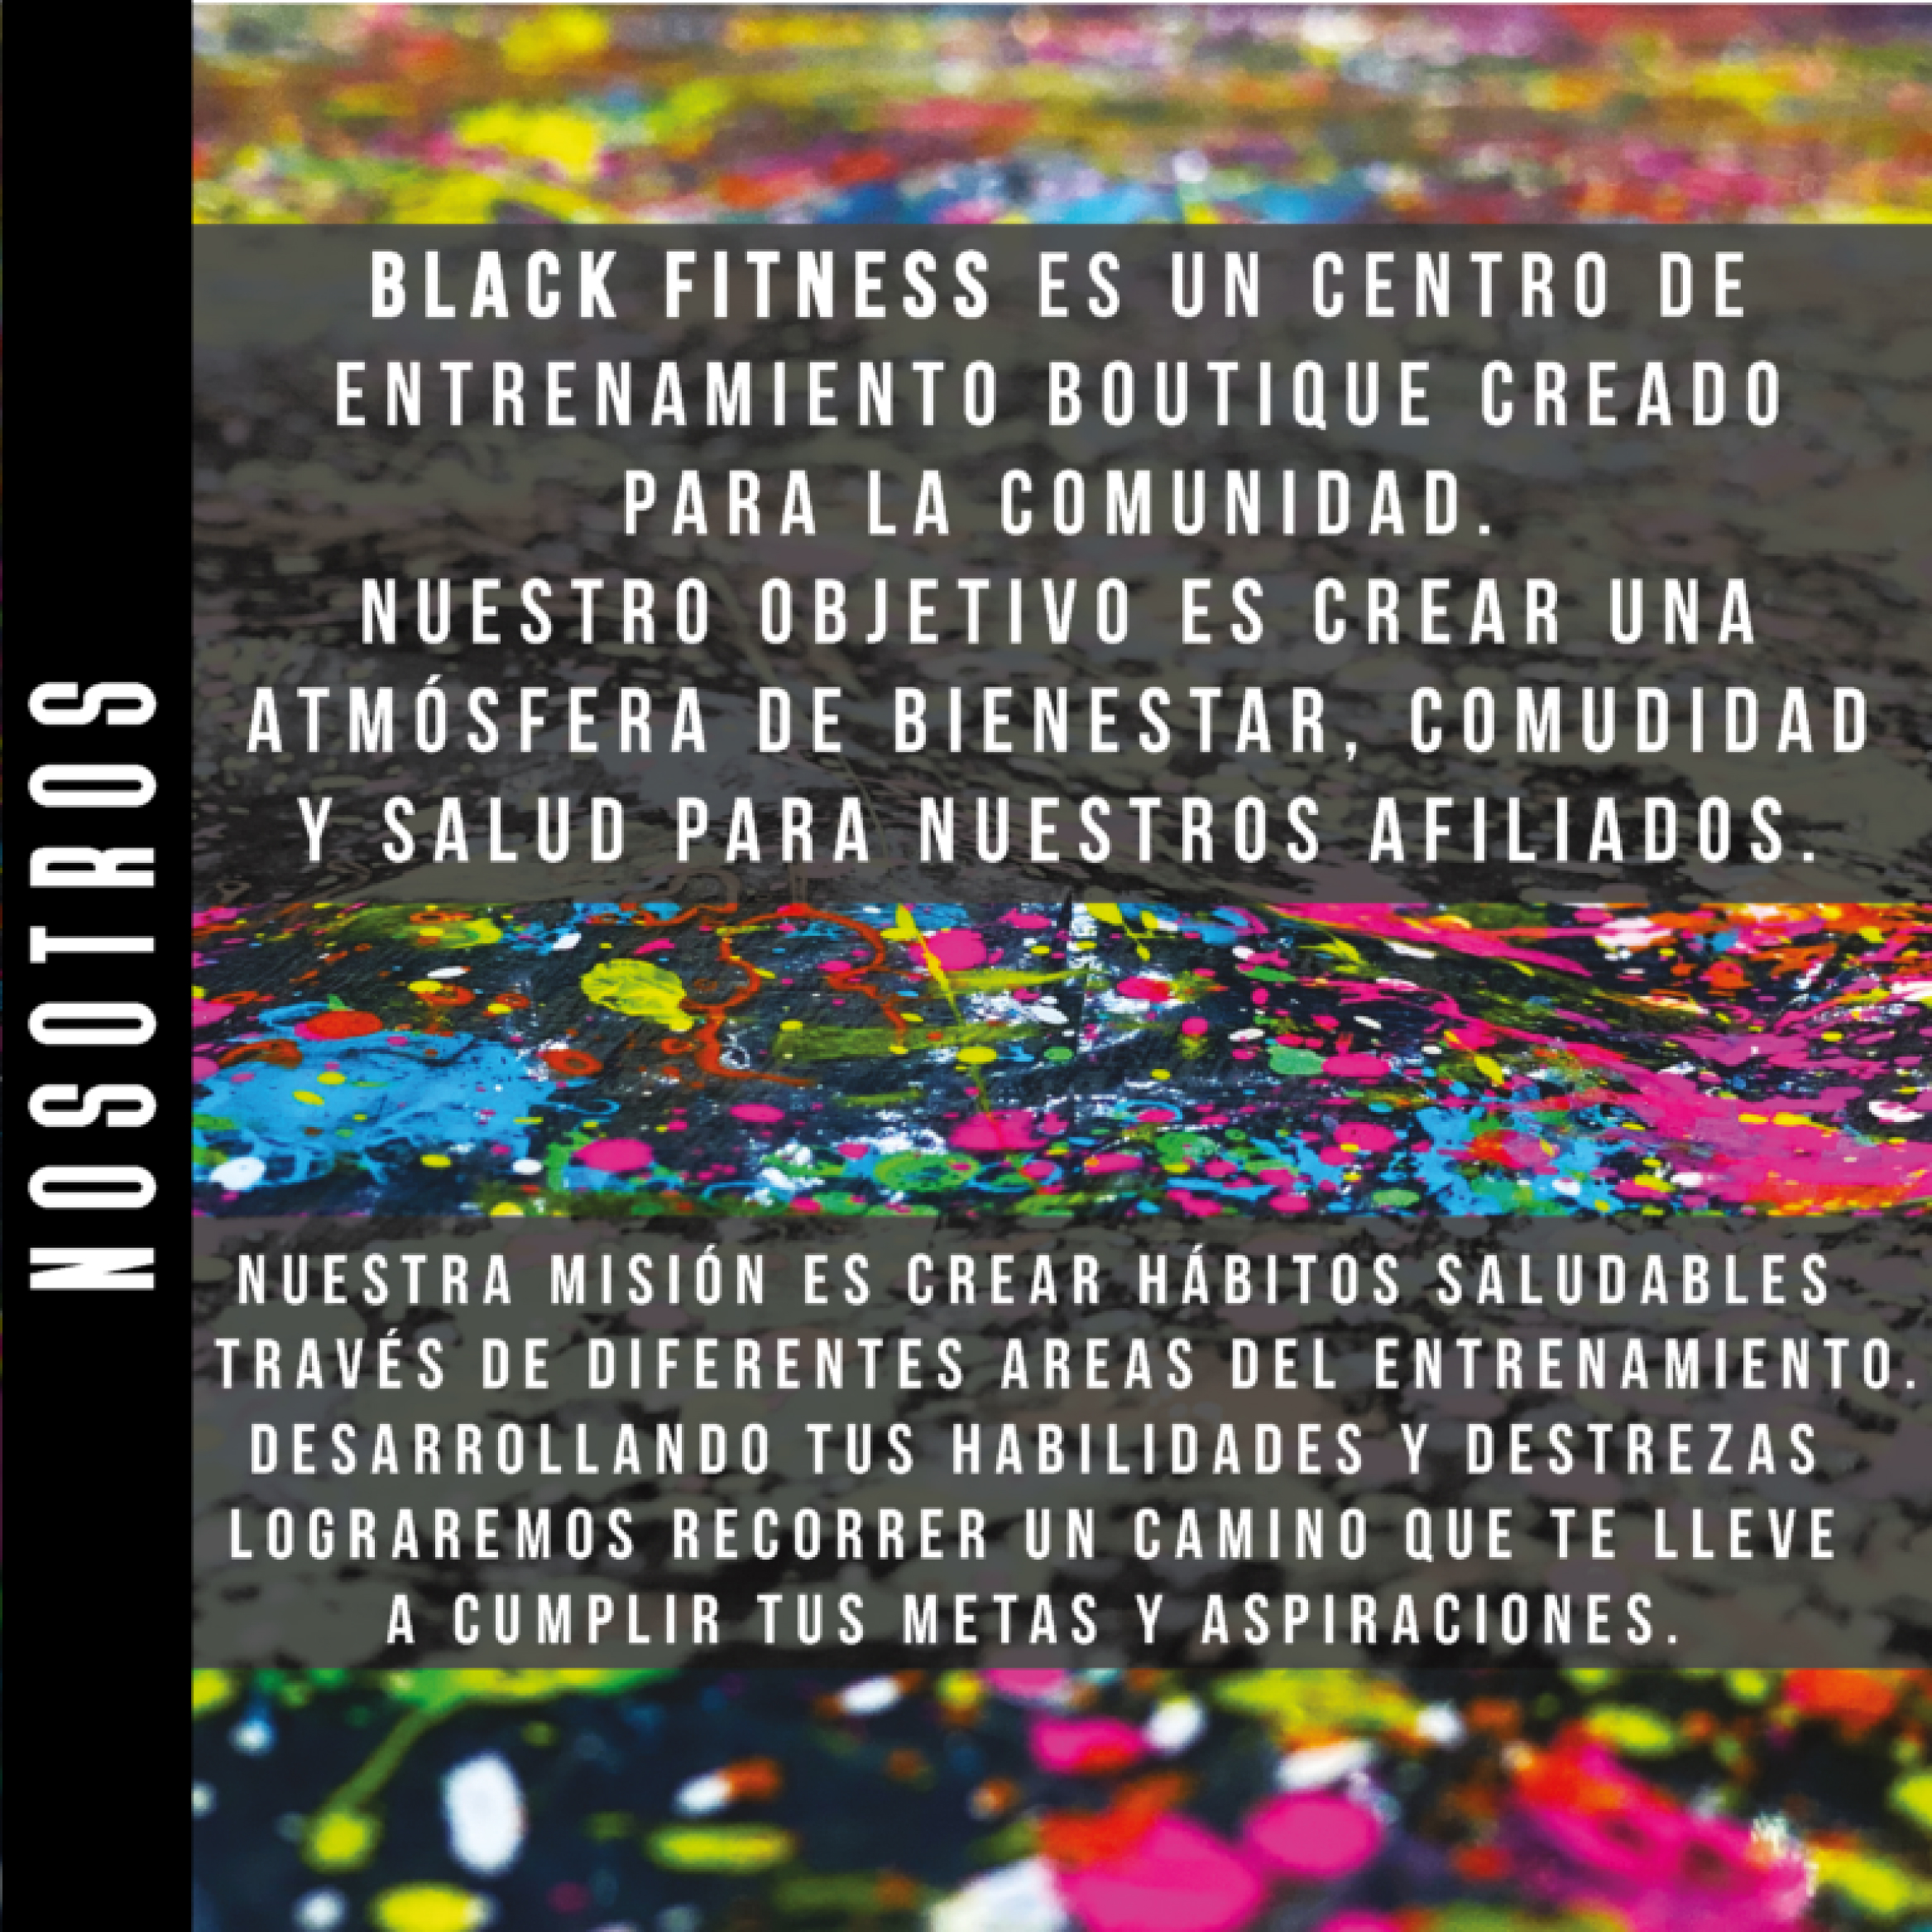 NOSOTROS
BLACK FITNESS ES UN CENTRO DE
ENTRENAMIENTO BOUTIQUE CREADO
PARA LA COMUNIDAD.
NUESTRO OBJETIVO ES CREAR UNA
ATMÓSFERA DE BIENESTAR, COMUDIDAD
Y SALUD PARA NUESTROS AFILIADOS.
NUESTRA MISIÓN ES CREAR HÁBITOS SALUDABLES
TRAVÉS DE DIFERENTES AREAS DEL ENTRENAMIENTO.
DESARROLLANDO TUS HABILIDADES Y DESTREZAS
LOGRAREMOS RECORRER UN CAMINO QUE TE LLEVE
A CUMPLIR TUS METAS Y ASPIRACIONES.